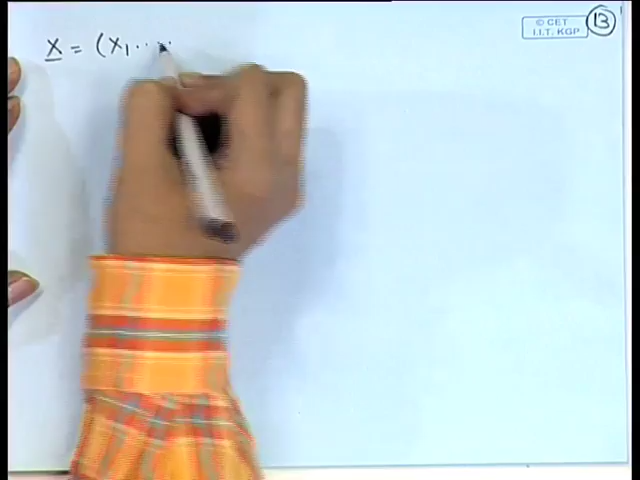 X = (X1 .....
© CET
I.I.T. KGP
13